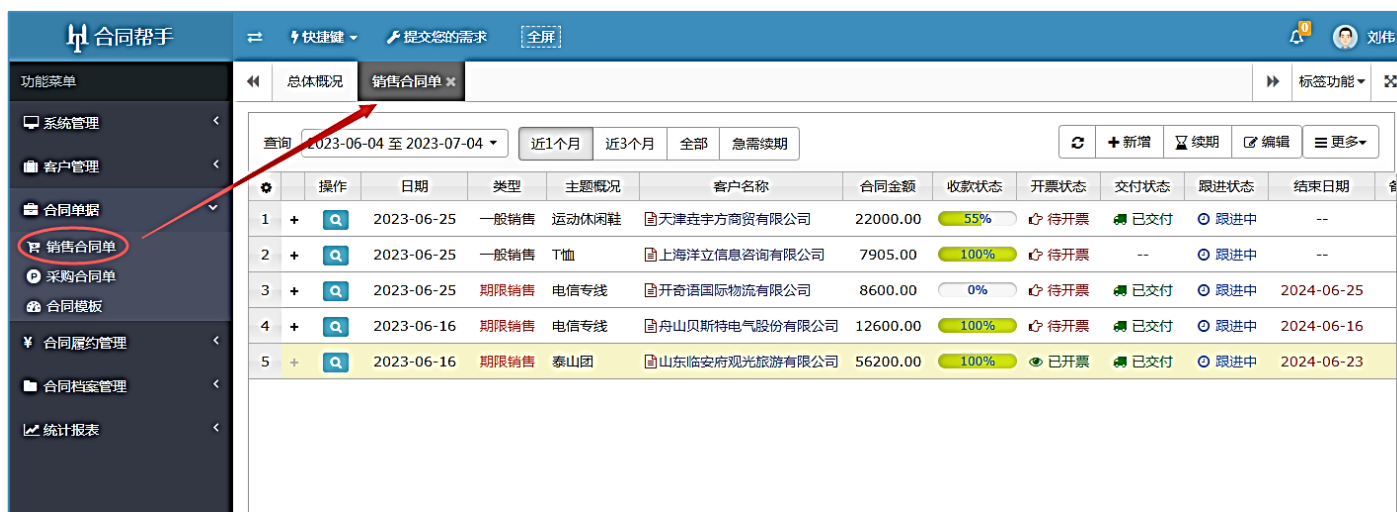 合同帮手 快捷键 提交您的需求 全屏 0 刘伟
功能菜单 总体概况 销售合同单 标签功能
系统管理
客户管理
合同单据
销售合同单
采购合同单
合同模板
合同履约管理
合同档案管理
统计报表
查询 2023-06-04 至 2023-07-04 近1个月 近3个月 全部 急需续期 新增 续期 编辑 更多
操作 日期 类型 主题概况 客户名称 合同金额 收款状态 开票状态 交付状态 跟进状态 结束日期
1 + 2023-06-25 一般销售 运动休闲鞋 天津垚宇方商贸有限公司 22000.00 55% 待开票 已交付 跟进中 --
2 + 2023-06-25 一般销售 T恤 上海洋立信息咨询有限公司 7905.00 100% 待开票 -- 跟进中 --
3 + 2023-06-25 期限销售 电信专线 开奇语国际物流有限公司 8600.00 0% 待开票 已交付 跟进中 2024-06-25
4 + 2023-06-16 期限销售 电信专线 舟山贝斯特电气股份有限公司 12600.00 100% 待开票 已交付 跟进中 2024-06-16
5 + 2023-06-16 期限销售 泰山团 山东临安府观光旅游有限公司 56200.00 100% 已开票 已交付 跟进中 2024-06-23